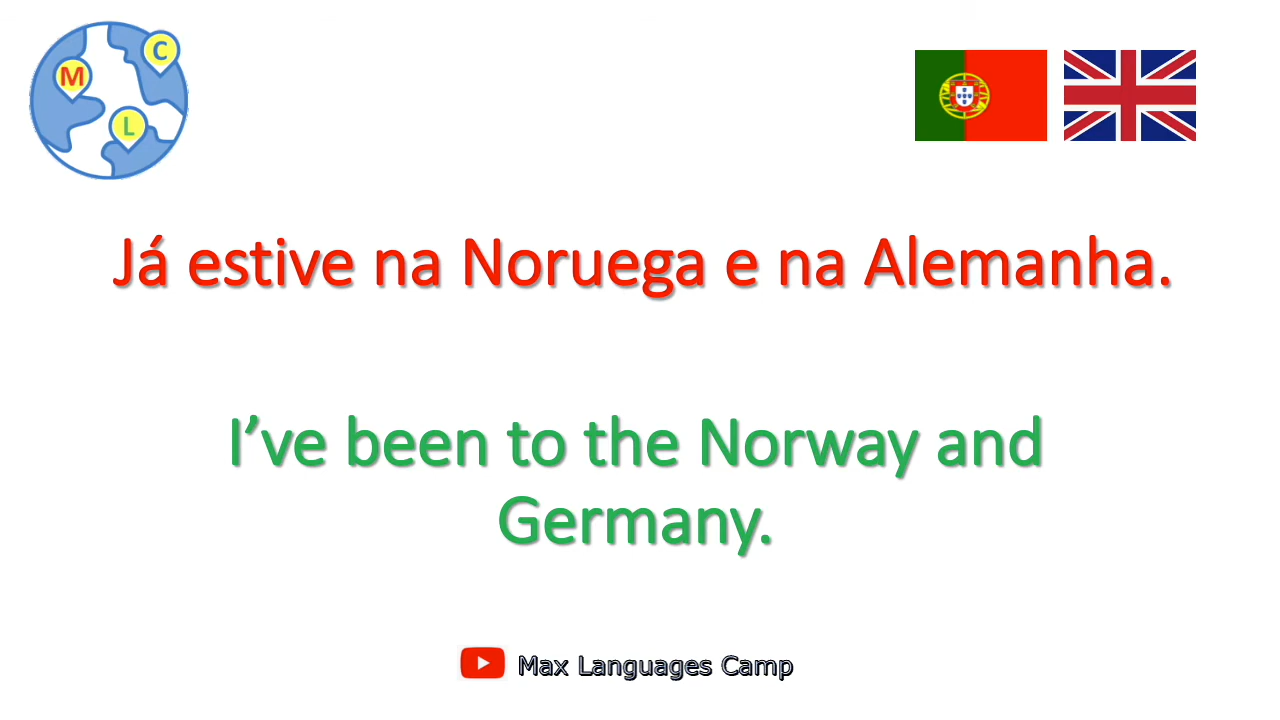 C
M
L
Já estive na Noruega e na Alemanha.
I’ve been to the Norway and
Germany.
Max Languages Camp